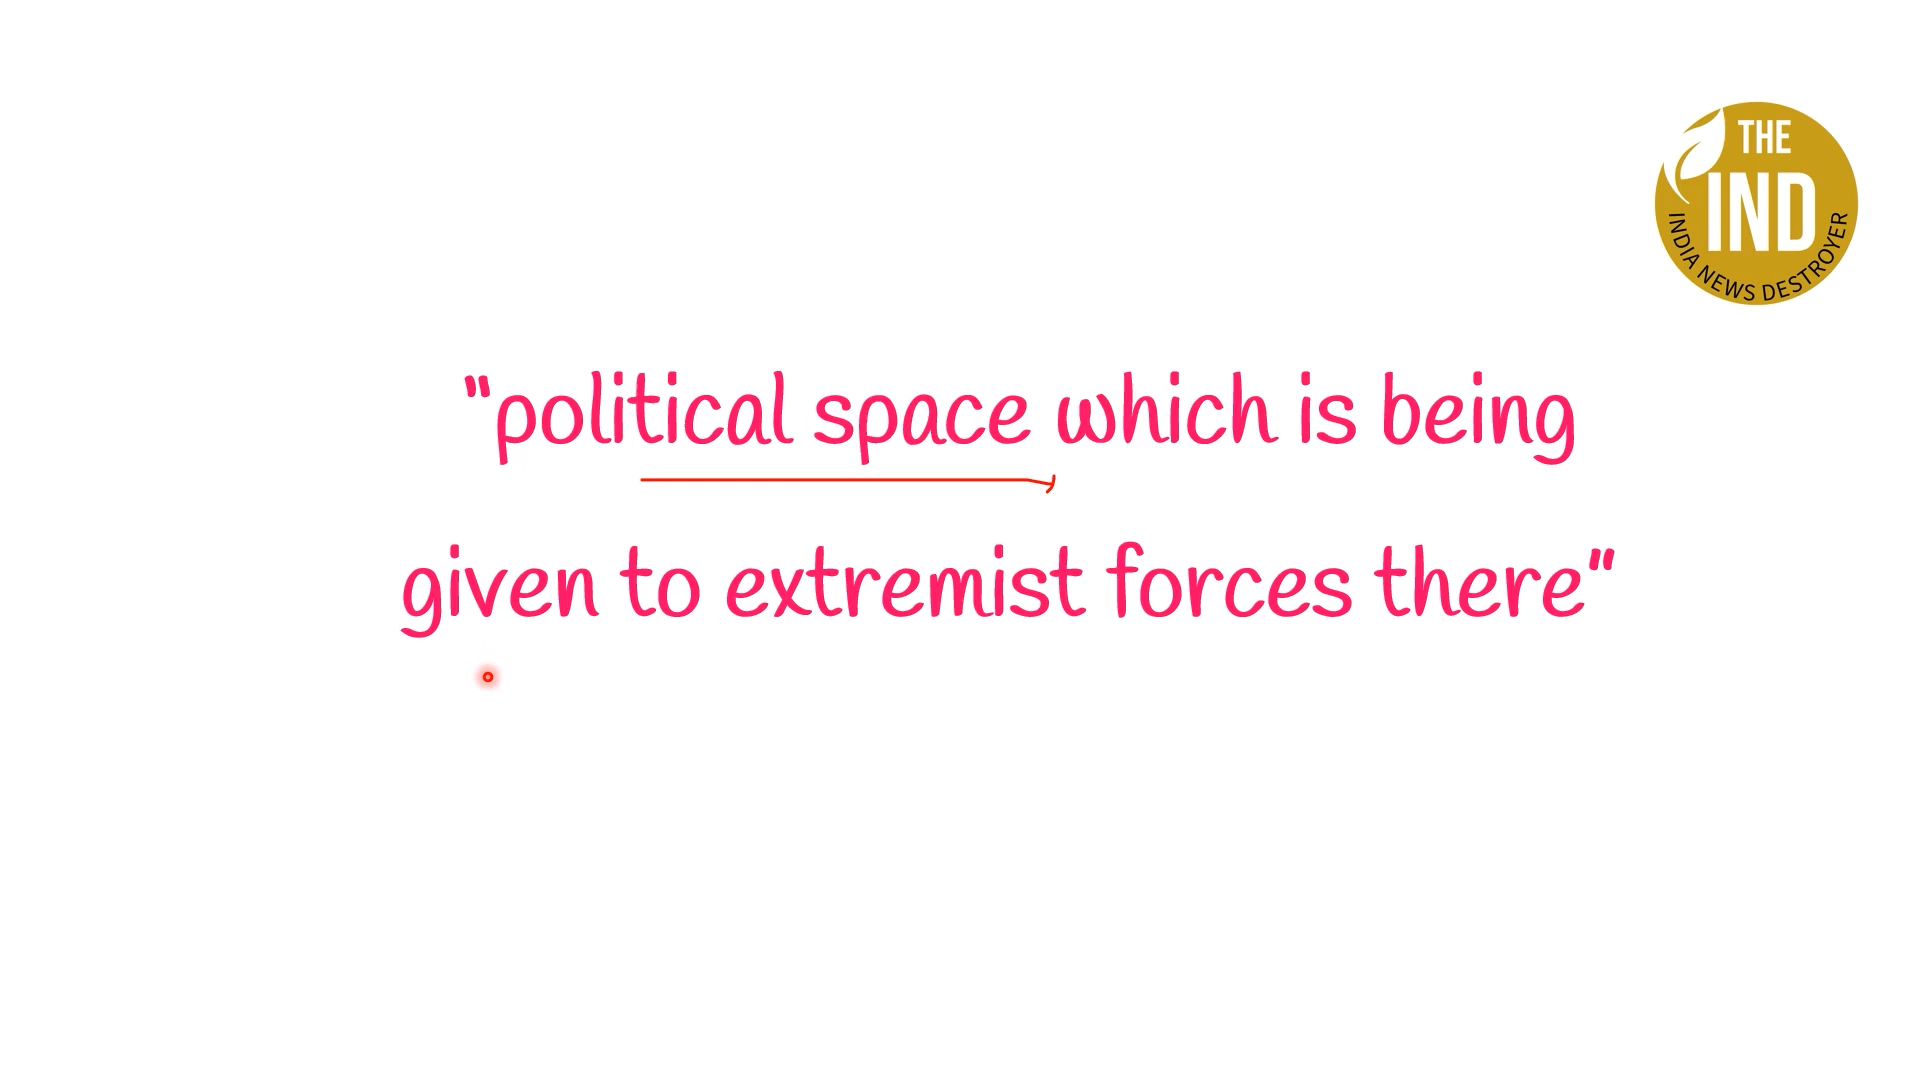 THE
IND
INDIA NEWS DESTROYER
"political space which is being
given to extremist forces there"